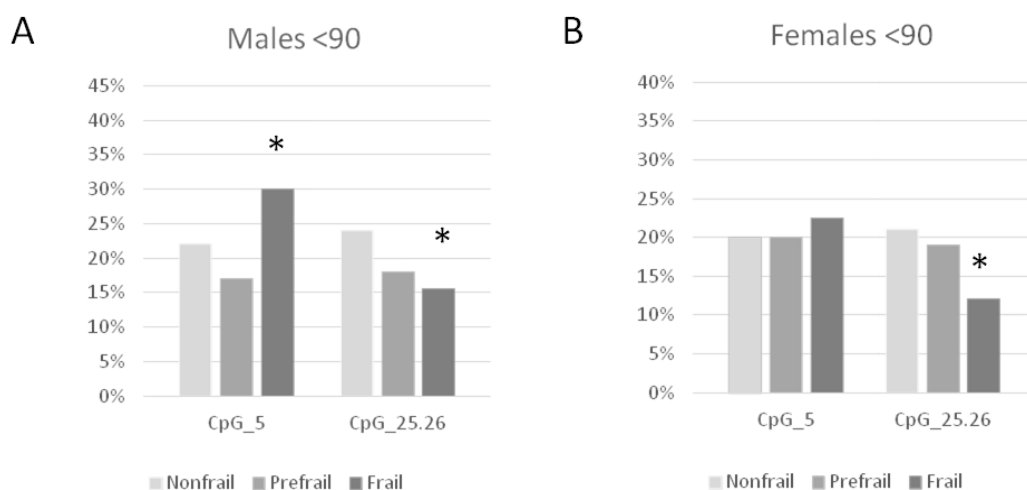 A
Males <90
45%
40%
35%
30%
25%
20%
15%
10%
5%
0%
*
*
CpG_5
CpG_25.26
Nonfrail
Prefrail
Frail
B
Females <90
40%
35%
30%
25%
20%
15%
10%
5%
0%
*
CpG_5
CpG_25.26
Nonfrail
Prefrail
Frail